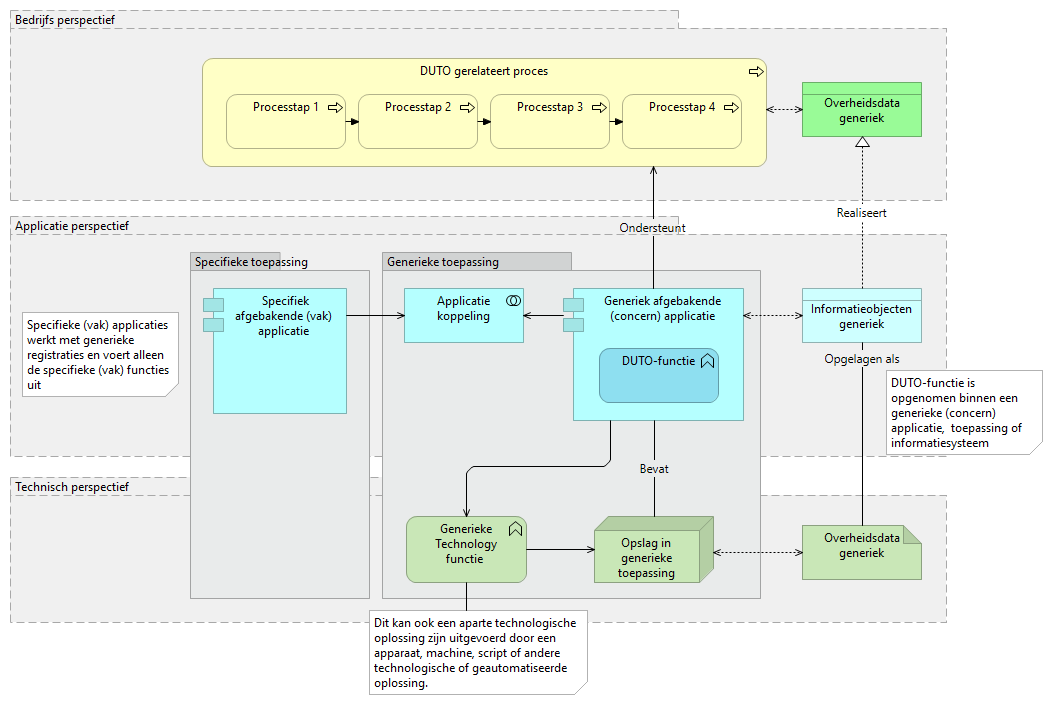 Bedrijfs perspectief
DUTO gerelateert proces
Processtap 1
Processtap 2
Processtap 3
Processtap 4
Overheidsdata
generiek
Realiseert
Applicatie perspectief
Ondersteunt
Specifieke toepassing
Generieke toepassing
Specifiek
afgebakende (vak)
applicatie
Applicatie
koppeling
Generiek afgebakende
(concern) applicatie
DUTO-functie
Informatieobjecten
generiek
Specifieke (vak) applicaties
werkt met generieke
registraties en voert alleen
de specifieke (vak) functies
uit
Opgelagen als
DUTO-functie is
opgenomen binnen een
generieke (concern)
applicatie, toepassing of
informatiesysteem
Bevat
Technisch perspectief
Generieke
Technology
functie
Opslag in
generieke
toepassing
Overheidsdata
generiek
Dit kan ook een aparte technologische
oplossing zijn uitgevoerd door een
apparaat, machine, script of andere
technologische of geautomatiseerde
oplossing.